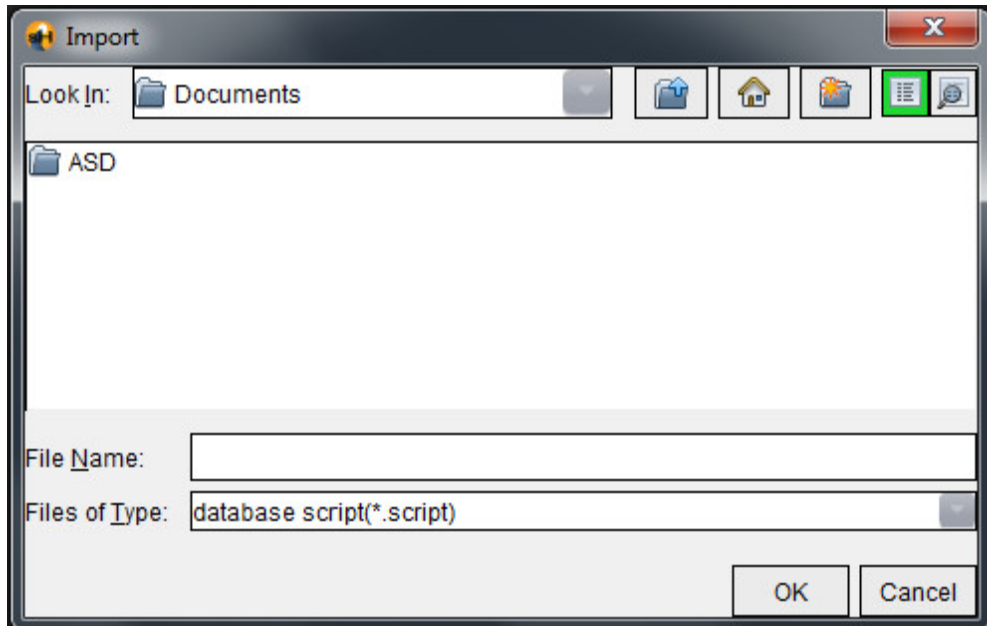 Import
Look In: Documents
ASD
File Name:
Files of Type: database script(*.script)
OK Cancel